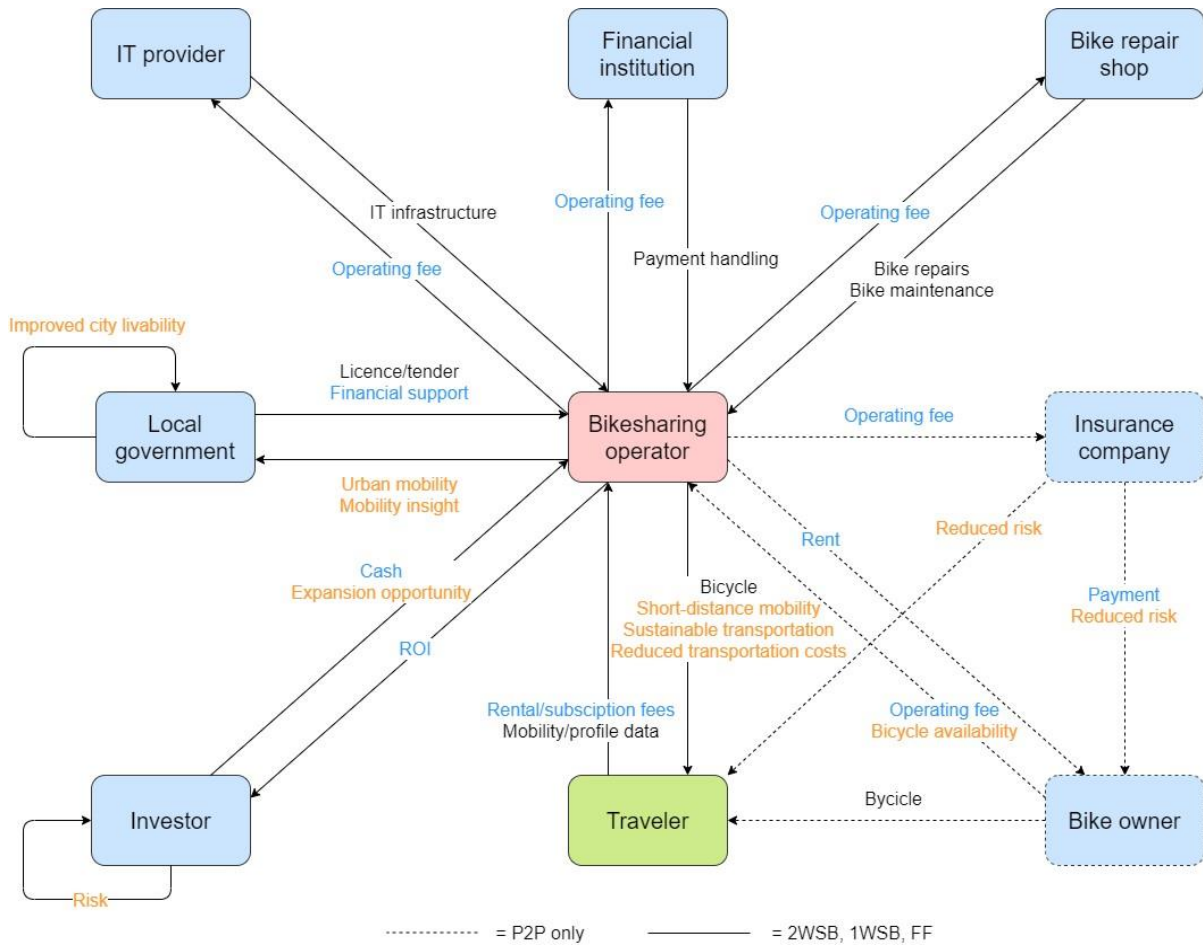 IT provider
Financial
institution
Bike repair
shop
IT infrastructure
Operating fee
Operating fee
Payment handling
Operating fee
Bike repairs
Bike maintenance
Improved city livability
Local
government
Licence/tender
Financial support
Bikesharing
operator
Operating fee
Insurance
company
Urban mobility
Mobility insight
Reduced risk
Rent
Cash
Expansion opportunity
ROI
Bicycle
Short-distance mobility
Sustainable transportation
Reduced transportation costs
Payment
Reduced risk
Rental/subsciption fees
Mobility/profile data
Operating fee
Bicycle availability
Investor
Risk
Traveler
Bycicle
Bike owner
= P2P only
= 2WSB, 1WSB, FF